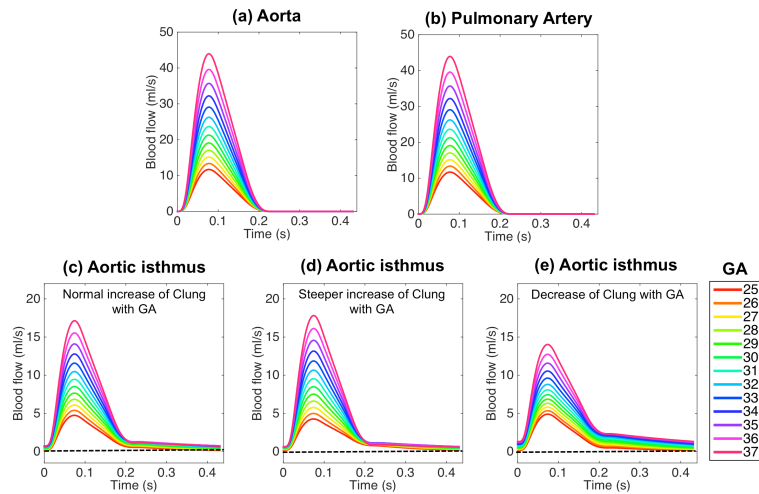 (a) Aorta
50
40
30
20
10
0
Blood flow (ml/s)
0 0.1 0.2 0.3 0.4
Time (s)
(b) Pulmonary Artery
50
40
30
20
10
0
Blood flow (ml/s)
0 0.1 0.2 0.3 0.4
Time (s)
(c) Aortic isthmus
Normal increase of Clung
with GA
20
15
10
5
0
Blood flow (ml/s)
0 0.1 0.2 0.3 0.4
Time (s)
(d) Aortic isthmus
Steeper increase of Clung
with GA
20
15
10
5
0
Blood flow (ml/s)
0 0.1 0.2 0.3 0.4
Time (s)
(e) Aortic isthmus
Decrease of Clung with GA
20
15
10
5
0
Blood flow (ml/s)
0 0.1 0.2 0.3 0.4
Time (s)
GA
25
26
27
28
29
30
31
32
33
34
35
36
37